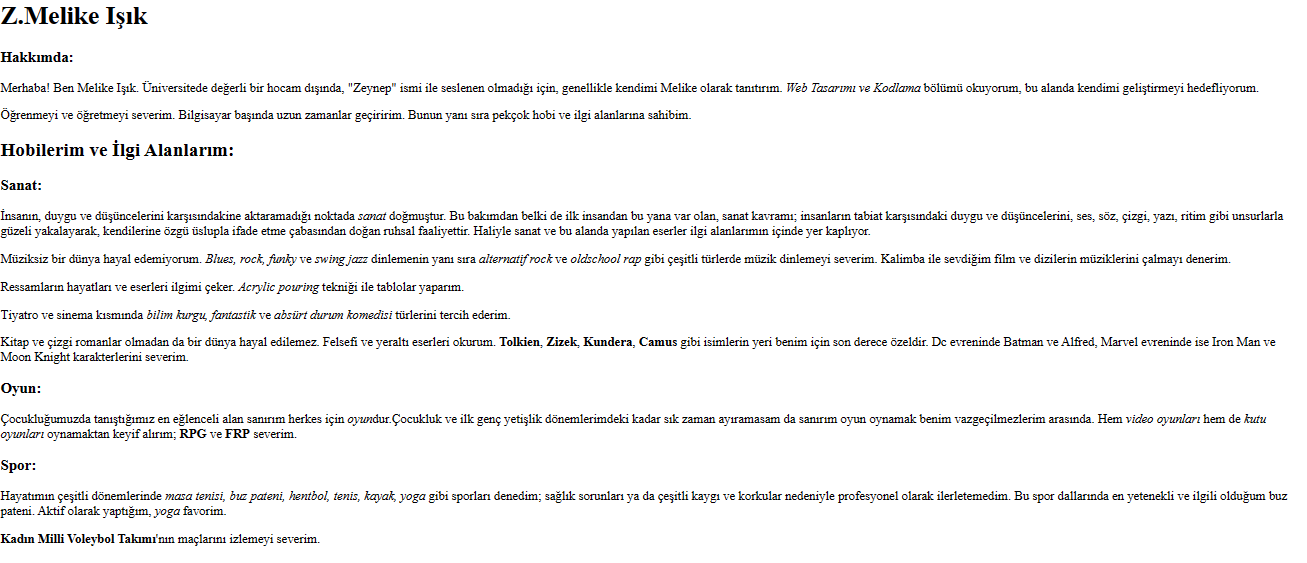 Z.Melike Işık
Hakkımda:
Merhaba! Ben Melike Işık. Üniversitede değerli bir hocam dışında, "Zeynep" ismi ile seslenen olmadığı için, genellikle kendimi Melike olarak tanıtırım. Web Tasarımı ve Kodlama bölümü okuyorum, bu alanda kendimi geliştirmeyi hedefliyorum.
Öğrenmeyi ve öğretmeyi severim. Bilgisayar başında uzun zamanlar geçiririm. Bunun yanı sıra pekçok hobi ve ilgi alanlarına sahibim.
Hobilerim ve İlgi Alanlarım:
Sanat:
İnsanın, duygu ve düşüncelerini karşısındakine aktaramadığı noktada sanat doğmuştur. Bu bakımdan belki de ilk insandan bu yana var olan, sanat kavramı; insanların tabiat karşısındaki duygu ve düşüncelerini, ses, söz, çizgi, yazı, ritim gibi unsurlarla
güzeli yakalayarak, kendilerine özgü üslupla ifade etme çabasından doğan ruhsal faaliyettir. Haliyle sanat ve bu alanda yapılan eserler ilgi alanlarımın içinde yer kaplıyor.
Müziksiz bir dünya hayal edemiyorum. Blues, rock, funky ve swing jazz dinlemenin yanı sıra alternatif rock ve oldschool rap gibi çeşitli türlerde müzik dinlemeyi severim. Kalimba ile sevdiğim film ve dizilerin müziklerini çalmayı denerim.
Ressamların hayatları ve eserleri ilgimi çeker. Acrylic pouring tekniği ile tablolar yaparım.
Tiyatro ve sinema kısmında bilim kurgu, fantastik ve absürt durum komedisi türlerini tercih ederim.
Kitap ve çizgi romanlar olmadan da bir dünya hayal edilemez. Felsefi ve yeraltı eserleri okurum. Tolkien, Zizek, Kundera, Camus gibi isimlerin yeri benim için son derece özeldir. Dc evreninde Batman ve Alfred, Marvel evreninde ise Iron Man ve
Moon Knight karakterlerini severim.
Oyun:
Çocukluğumuzda tanıştığımız en eğlenceli alan sanırım herkes için oyundur.Çocukluk ve ilk genç yetişlik dönemlerimdeki kadar sık zaman ayıramasam da sanırım oyun oynamak benim vazgeçilmezlerim arasında. Hem video oyunları hem de kutu
oyunları oynamaktan keyif alırım; RPG ve FRP severim.
Spor:
Hayatımın çeşitli dönemlerinde masa tenisi, buz pateni, hentbol, tenis, kayak, yoga gibi sporları denedim; sağlık sorunları ya da çeşitli kaygı ve korkular nedeniyle profesyonel olarak ilerletemedim. Bu spor dallarında en yetenekli ve ilgili olduğum buz
pateni. Aktif olarak yaptığım, yoga favorim.
Kadın Milli Voleybol Takımı'nın maçlarını izlemeyi severim.